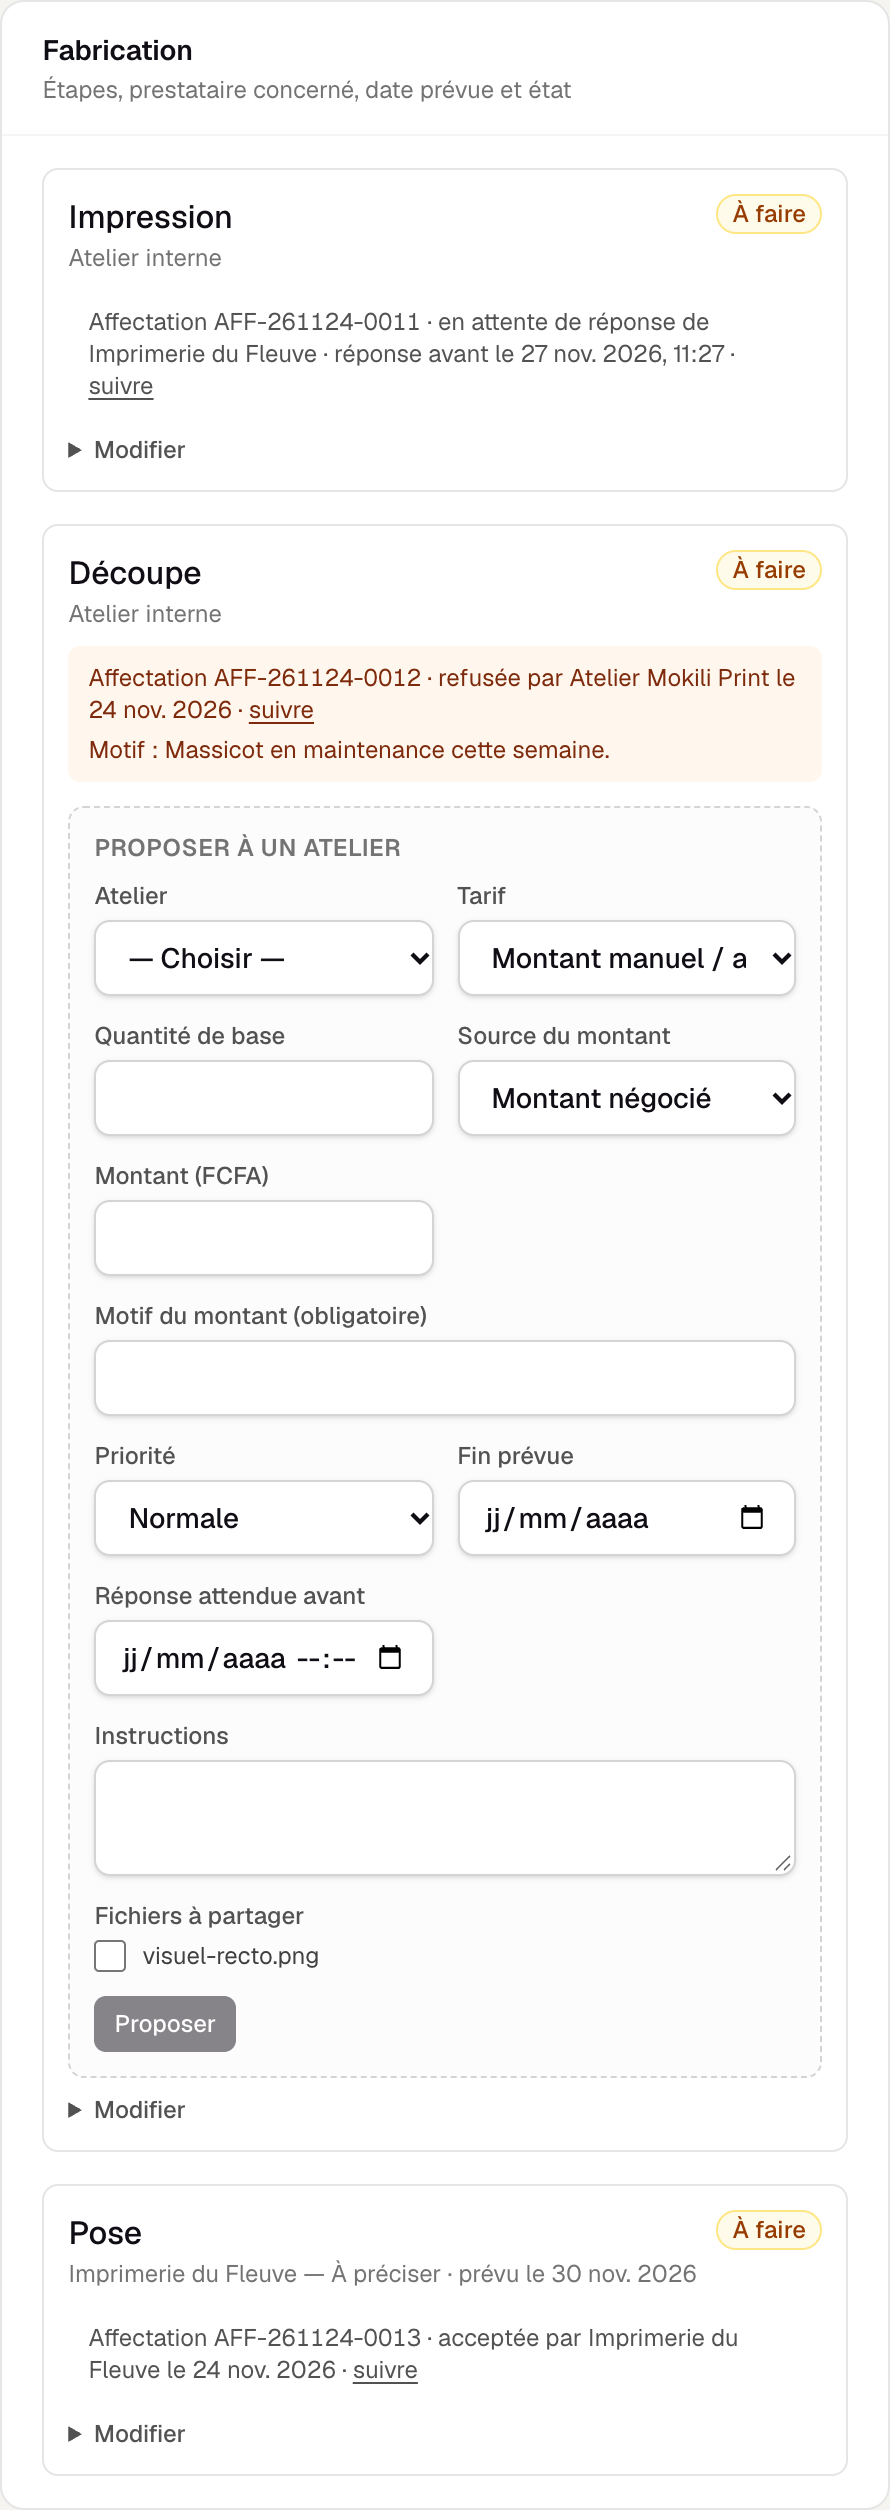 Fabrication
Étapes, prestataire concerné, date prévue et état
Impression
À faire
Atelier interne
Affectation AFF-261124-0011 · en attente de réponse de
Imprimerie du Fleuve · réponse avant le 27 nov. 2026, 11:27 ·
suivre
Modifier
Découpe
À faire
Atelier interne
Affectation AFF-261124-0012 · refusée par Atelier Mokili Print le
24 nov. 2026 · suivre
Motif : Massicot en maintenance cette semaine.
PROPOSER À UN ATELIER
Atelier
Tarif
— Choisir —
Montant manuel / a
Quantité de base
Source du montant
Montant négocié
Montant (FCFA)
Motif du montant (obligatoire)
Priorité
Fin prévue
Normale
jj/mm/aaaa
Réponse attendue avant
jj/mm/aaaa --:--
Instructions
Fichiers à partager
visuel-recto.png
Proposer
Modifier
Pose
À faire
Imprimerie du Fleuve — À préciser · prévu le 30 nov. 2026
Affectation AFF-261124-0013 · acceptée par Imprimerie du
Fleuve le 24 nov. 2026 · suivre
Modifier